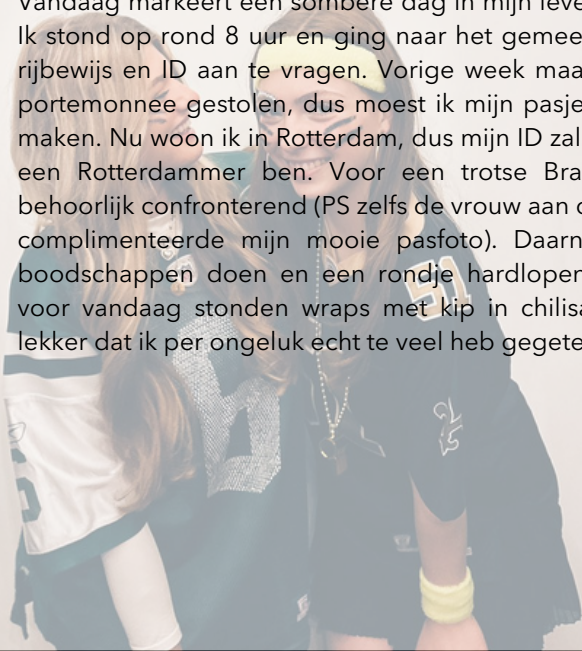 Vandaag markeert een sombere dag in mijn leve
Ik stond op rond 8 uur en ging naar het gemee
rijbewijs en ID aan te vragen. Vorige week maa
portemonnee gestolen, dus moest ik mijn pasje
maken. Nu woon ik in Rotterdam, dus mijn ID zal
een Rotterdammer ben. Voor een trotse Bra
behoorlijk confronterend (PS zelfs de vrouw aan
complimenteerde mijn mooie pasfoto). Daarn
boodschappen doen en een rondje hardlopen
voor vandaag stonden wraps met kip in chilisa
lekker dat ik per ongeluk echt te veel heb gegete
51